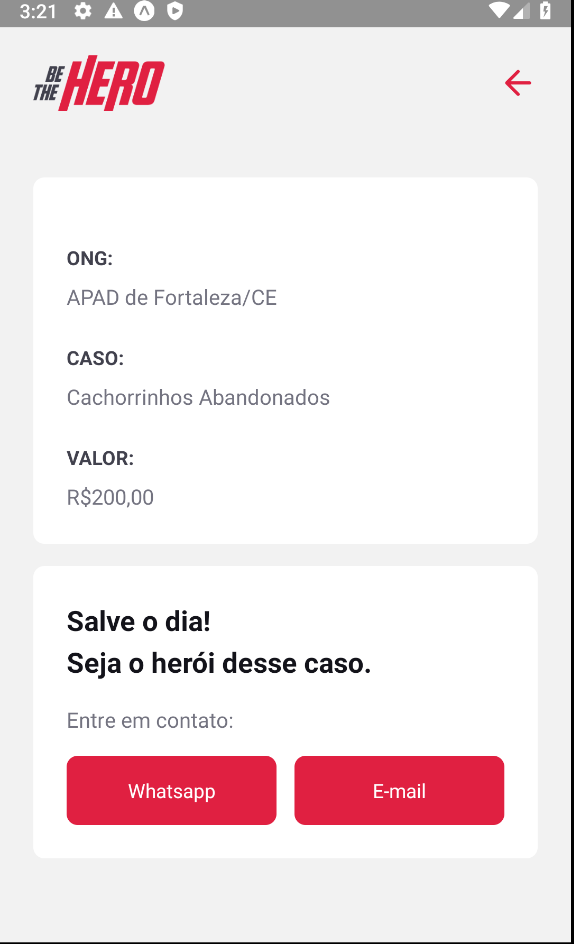 3:21
BE
THE HERO
ONG:
APAD de Fortaleza/CE
CASO:
Cachorrinhos Abandonados
VALOR:
R$200,00
Salve o dia!
Seja o herói desse caso.
Entre em contato:
Whatsapp
E-mail